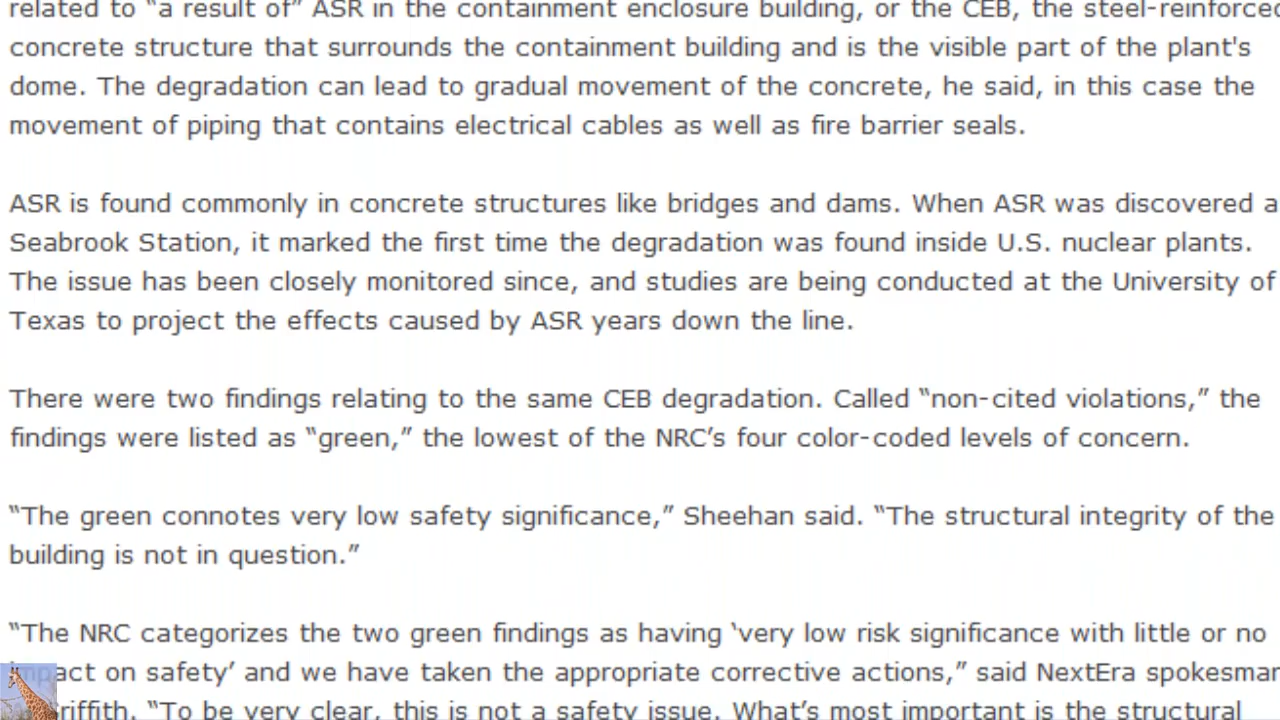 related to “a result of” ASR in the containment enclosure building, or the CEB, the steel-reinforced
concrete structure that surrounds the containment building and is the visible part of the plant's
dome. The degradation can lead to gradual movement of the concrete, he said, in this case the
movement of piping that contains electrical cables as well as fire barrier seals.
ASR is found commonly in concrete structures like bridges and dams. When ASR was discovered a
Seabrook Station, it marked the first time the degradation was found inside U.S. nuclear plants.
The issue has been closely monitored since, and studies are being conducted at the University of
Texas to project the effects caused by ASR years down the line.
There were two findings relating to the same CEB degradation. Called “non-cited violations,” the
findings were listed as “green,” the lowest of the NRC’s four color-coded levels of concern.
“The green connotes very low safety significance,” Sheehan said. “The structural integrity of the
building is not in question.”
“The NRC categorizes the two green findings as having ‘very low risk significance with little or no
impact on safety’ and we have taken the appropriate corrective actions,” said NextEra spokesman
Griffith. “To be very clear, this is not a safety issue. What’s most important is the structural